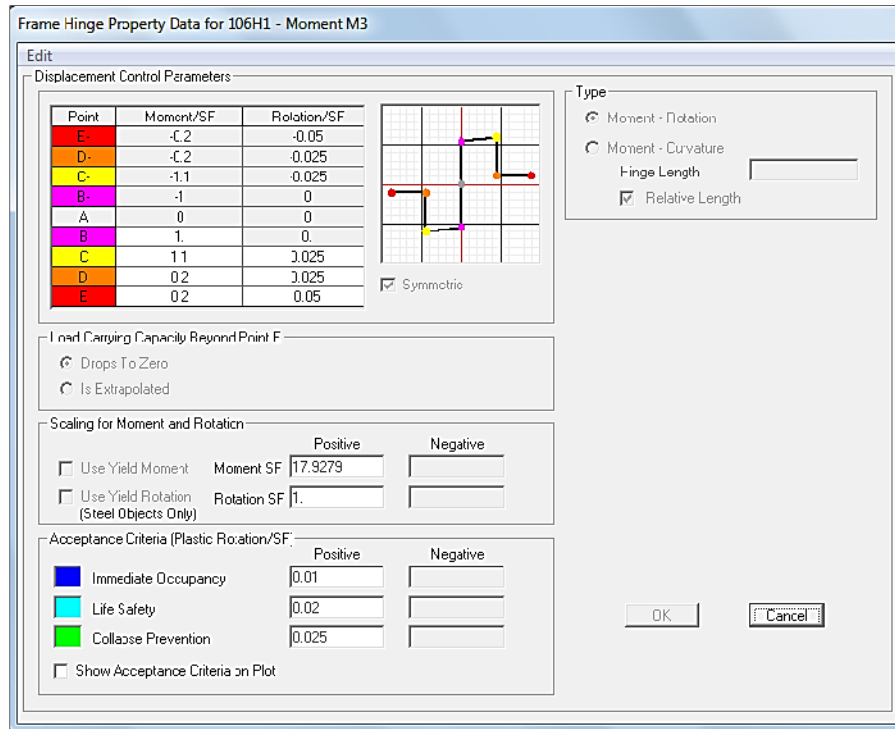 Frame Hinge Property Data for 106H1 - Moment M3
Edit
Displacement Control Parameters
Point Moment/SF Rotation/SF
E- -0.2 -0.05
D- -0.2 -0.025
C- -1.1 -0.025
B- -1 0
A 0 0
B 1. 0.
C 1.1 0.025
D 0.2 0.025
E 0.2 0.05
Symmetric
Type
Moment - Rotation
Moment - Curvature
Hinge Length
Relative Length
Load Carrying Capacity Beyond Point E
Drops To Zero
Is Extrapolated
Scaling for Moment and Rotation
Positive Negative
Use Yield Moment Moment SF 17.9279
Use Yield Rotation Rotation SF 1.
(Steel Objects Only)
Acceptance Criteria (Plastic Rotation/SF)
Positive Negative
Immediate Occupancy 0.01
Life Safety 0.02
Collapse Prevention 0.025
Show Acceptance Criteria on Plot
OK Cancel